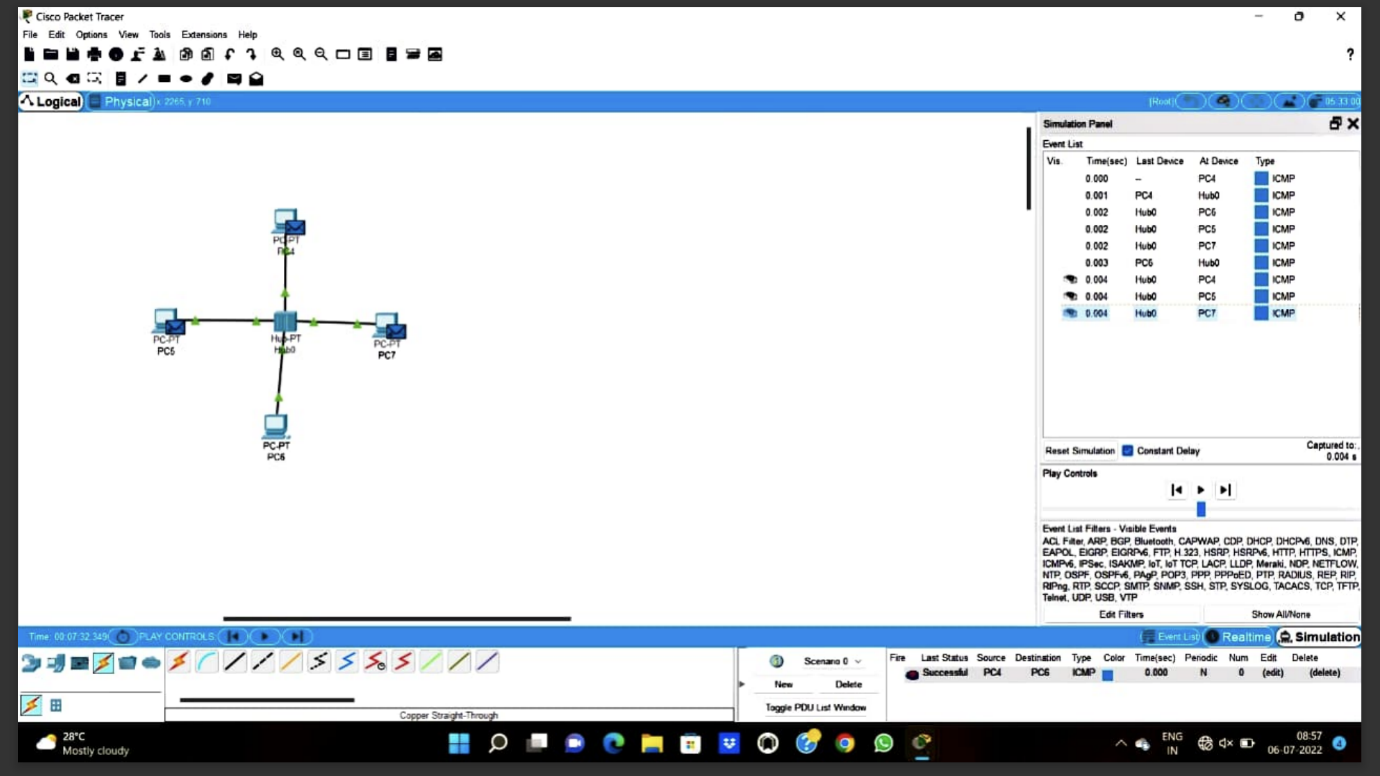 Cisco Packet Tracer
File Edit Options View Tools Extensions Help
?
Logical Physical x: 2265, y: 710 [Root] 05:33:00
Simulation Panel
Event List
Vis. Time(sec) Last Device At Device Type
0.000 -- PC4 ICMP
0.001 PC4 Hub0 ICMP
0.002 Hub0 PC6 ICMP
0.002 Hub0 PC5 ICMP
0.002 Hub0 PC7 ICMP
0.003 PC6 Hub0 ICMP
0.004 Hub0 PC4 ICMP
0.004 Hub0 PC5 ICMP
0.004 Hub0 PC7 ICMP
PC-PT
PC4
PC-PT
PC5
Hub-PT
Hub0
PC-PT
PC7
PC-PT
PC6
Reset Simulation Constant Delay
Captured to:
0.004 s
Play Controls
Event List Filters - Visible Events
ACL Filter, ARP, BGP, Bluetooth, CAPWAP, CDP, DHCP, DHCPv6, DNS, DTP,
EAPOL, EIGRP, EIGRPv6, FTP, H.323, HSRP, HSRPv6, HTTP, HTTPS, ICMP,
ICMPv6, IPSec, ISAKMP, IoT, IoT TCP, LACP, LLDP, Meraki, NDP, NETFLOW,
NTP, OSPF, OSPFv6, PAgP, POP3, PPP, PPPoED, PTP, RADIUS, REP, RIP,
RIPng, RTP, SCCP, SMTP, SNMP, SSH, STP, SYSLOG, TACACS, TCP, TFTP,
Telnet, UDP, USB, VTP
Edit Filters Show All/None
Time: 00:07:32.349 PLAY CONTROLS: Event List Realtime Simulation
Scenario 0
New Delete
Toggle PDU List Window
Fire Last Status Source Destination Type Color Time(sec) Periodic Num Edit Delete
Successful PC4 PC6 ICMP 0.000 N 0 (edit) (delete)
Copper Straight-Through
28°C
Mostly cloudy
ENG
IN
08:57
06-07-2022
4